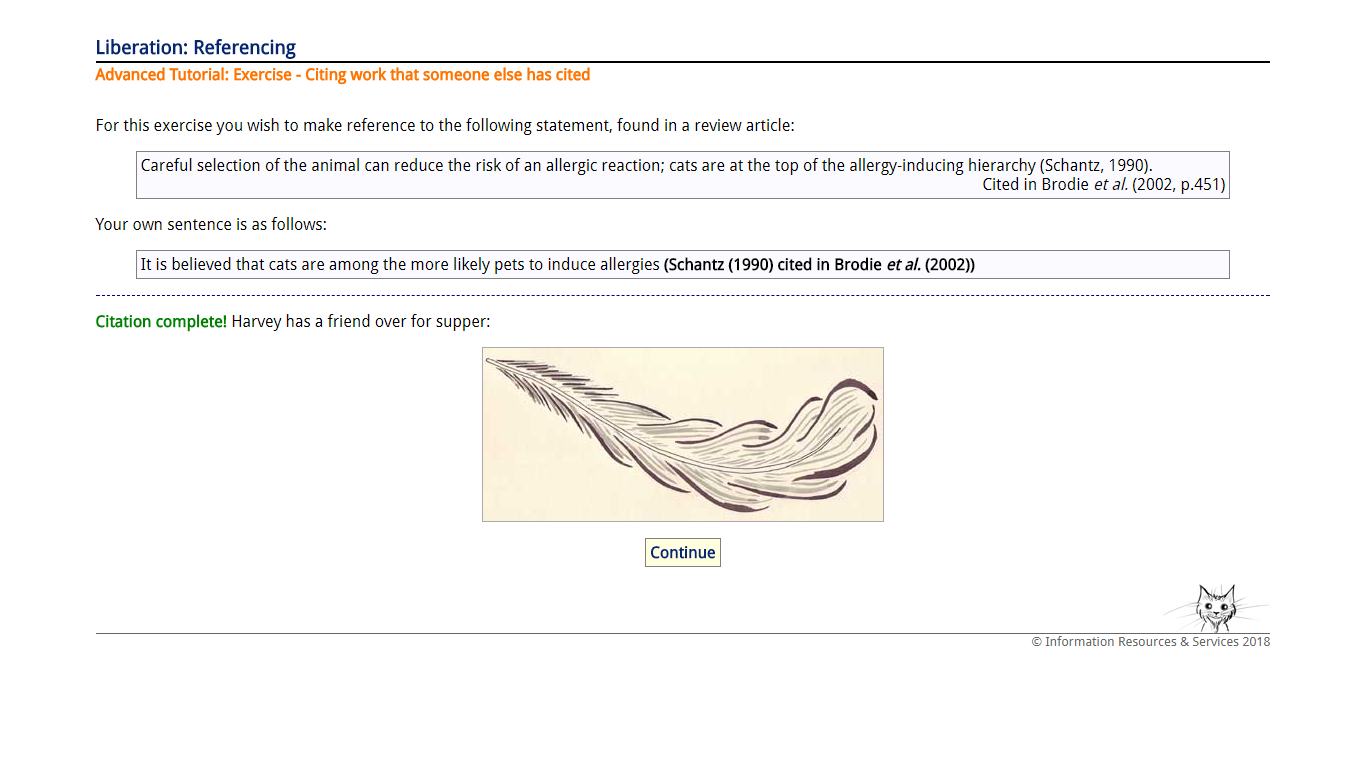 Liberation: Referencing
Advanced Tutorial: Exercise - Citing work that someone else has cited
For this exercise you wish to make reference to the following statement, found in a review article:
Careful selection of the animal can reduce the risk of an allergic reaction; cats are at the top of the allergy-inducing hierarchy (Schantz, 1990).
Cited in Brodie et al. (2002, p.451)
Your own sentence is as follows:
It is believed that cats are among the more likely pets to induce allergies (Schantz (1990) cited in Brodie et al. (2002))
Citation complete! Harvey has a friend over for supper:
Continue
© Information Resources & Services 2018